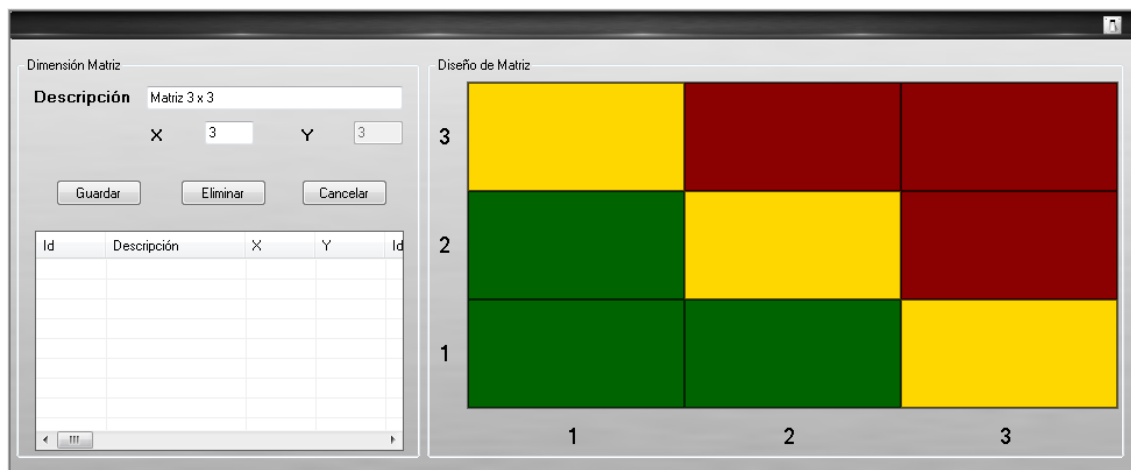 Dimensión Matriz
Descripción Matriz 3 x 3
X 3 Y 3
Guardar Eliminar Cancelar
Id Descripción X Y Id
Diseño de Matriz
3
2
1
1 2 3